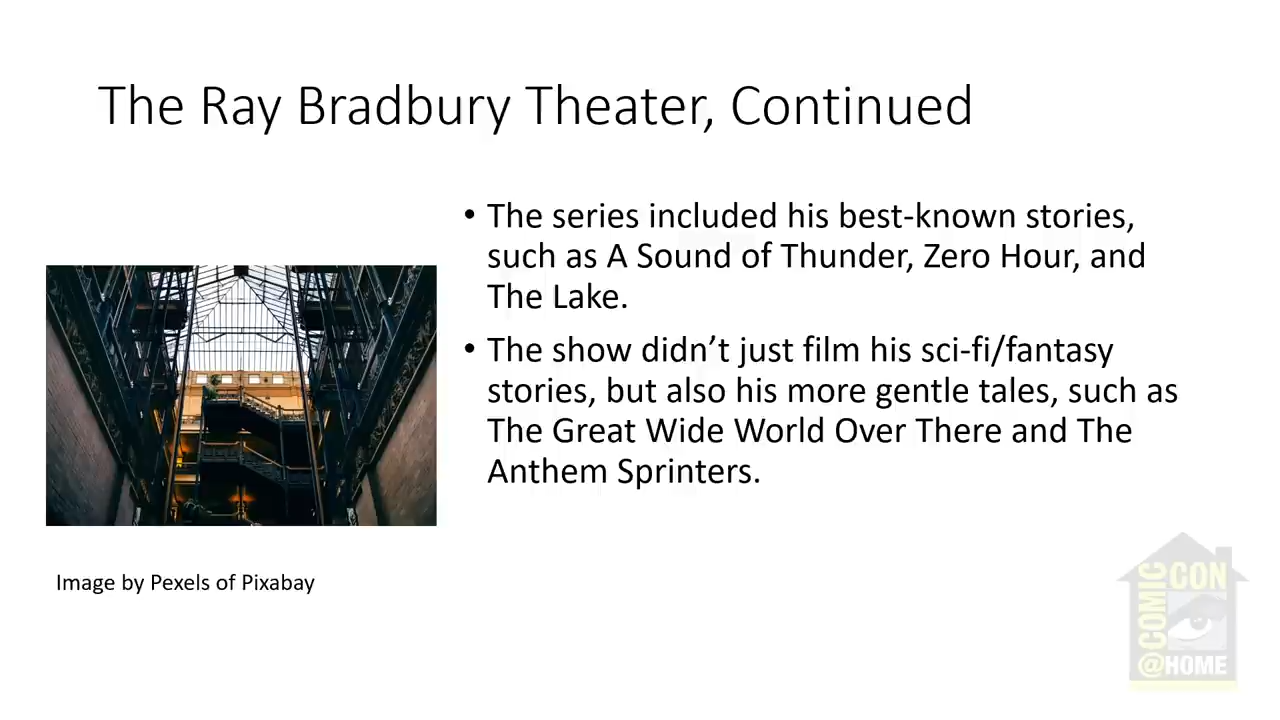 The Ray Bradbury Theater, Continued
• The series included his best-known stories,
such as A Sound of Thunder, Zero Hour, and
The Lake.
• The show didn’t just film his sci-fi/fantasy
stories, but also his more gentle tales, such as
The Great Wide World Over There and The
Anthem Sprinters.
Image by Pexels of Pixabay
COMIC
CON
@HOME